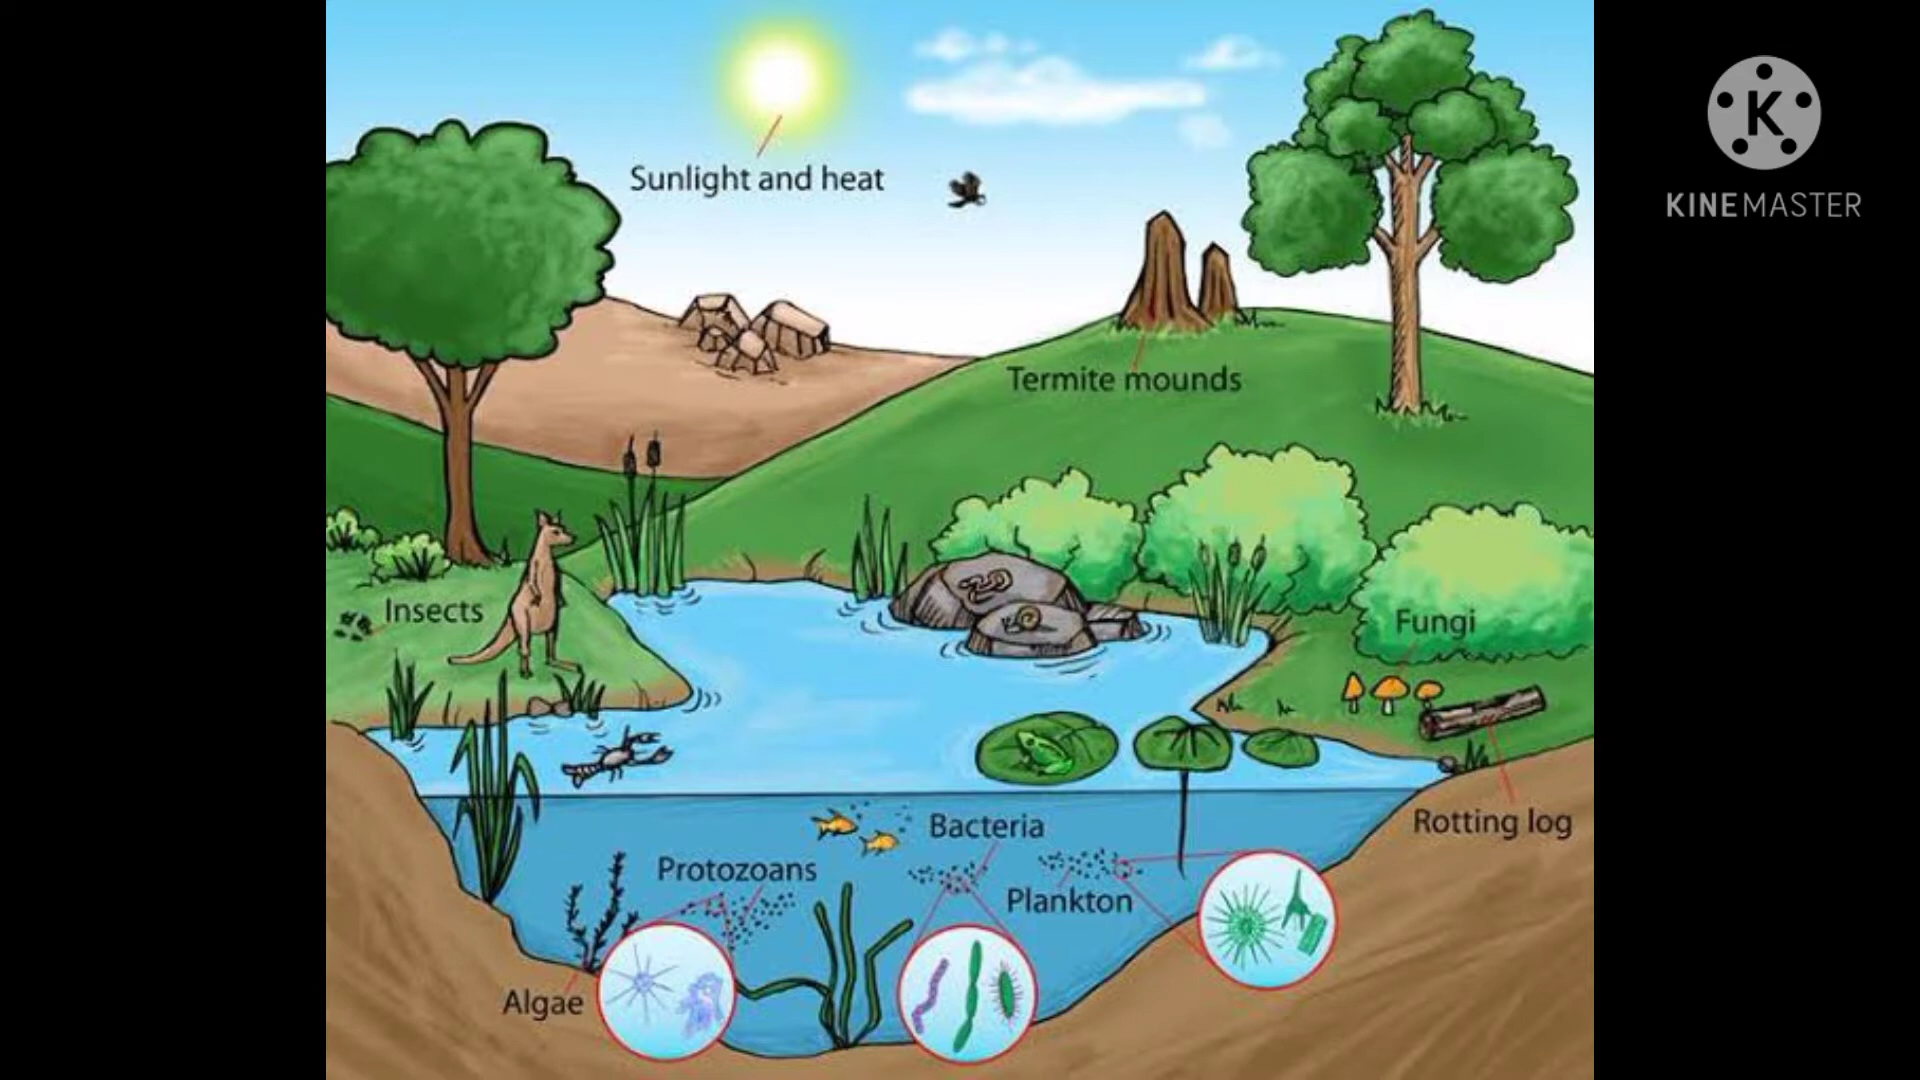 Sunlight and heat
K
KINEMASTER
Termite mounds
Insects
Fungi
Rotting log
Bacteria
Protozoans
Plankton
Algae